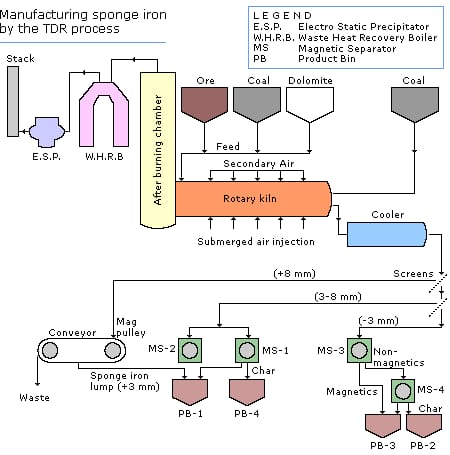 Manufacturing sponge iron
by the TDR process
LEGEND
E.S.P. Electro Static Precipitator
W.H.R.B. Waste Heat Recovery Boiler
MS Magnetic Separator
PB Product Bin
Stack
E.S.P.
W.H.R.B
After burning chamber
Ore
Coal
Dolomite
Coal
Feed
Secondary Air
Rotary kiln
Submerged air injection
Cooler
Screens
(+8 mm)
(3-8 mm)
(-3 mm)
Conveyor
Mag
pulley
Waste
Sponge iron
lump (+3 mm)
MS-2
MS-1
Char
PB-1
PB-4
MS-3
Non-
magnetics
MS-4
Magnetics
Char
PB-3
PB-2